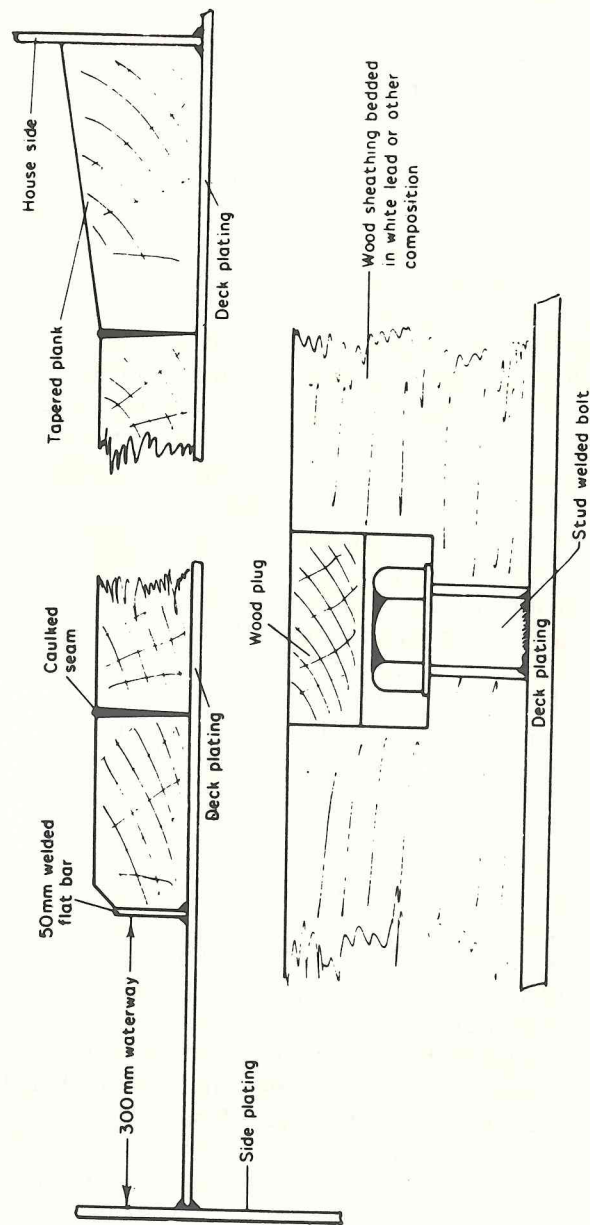 50mm welded
flat bar
Caulked
seam
300mm waterway
Side plating
Deck plating
Tapered plank
House side
Deck plating
Wood plug
Wood sheathing bedded
in white lead or other
composition
Deck plating
Stud welded bolt